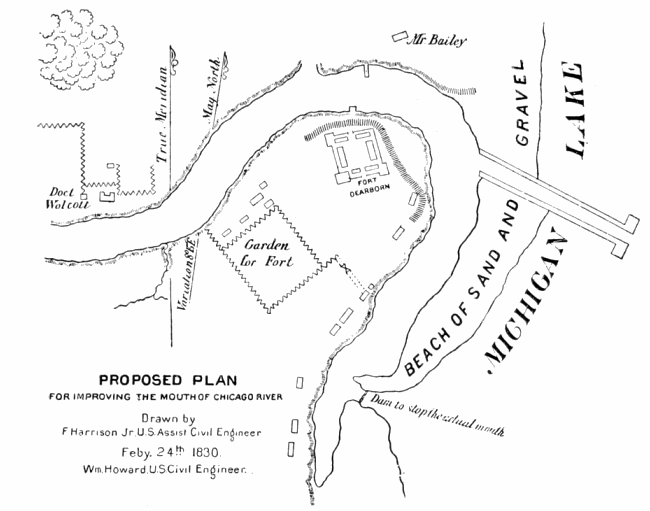 Mr Bailey
GRAVEL
LAKE
True Meridian
Mag. North.
Doct
Wolcott
FORT
DEARBORN
Garden
for Fort
BEACH OF SAND AND
MICHIGAN
PROPOSED PLAN
FOR IMPROVING THE MOUTH OF CHICAGO RIVER
Drawn by
F Harrison Jr. U.S. Assist Civil Engineer
Feby. 24th 1830.
Wm. Howard, U.S Civil Engineer.
Dam to stop the actual mouth